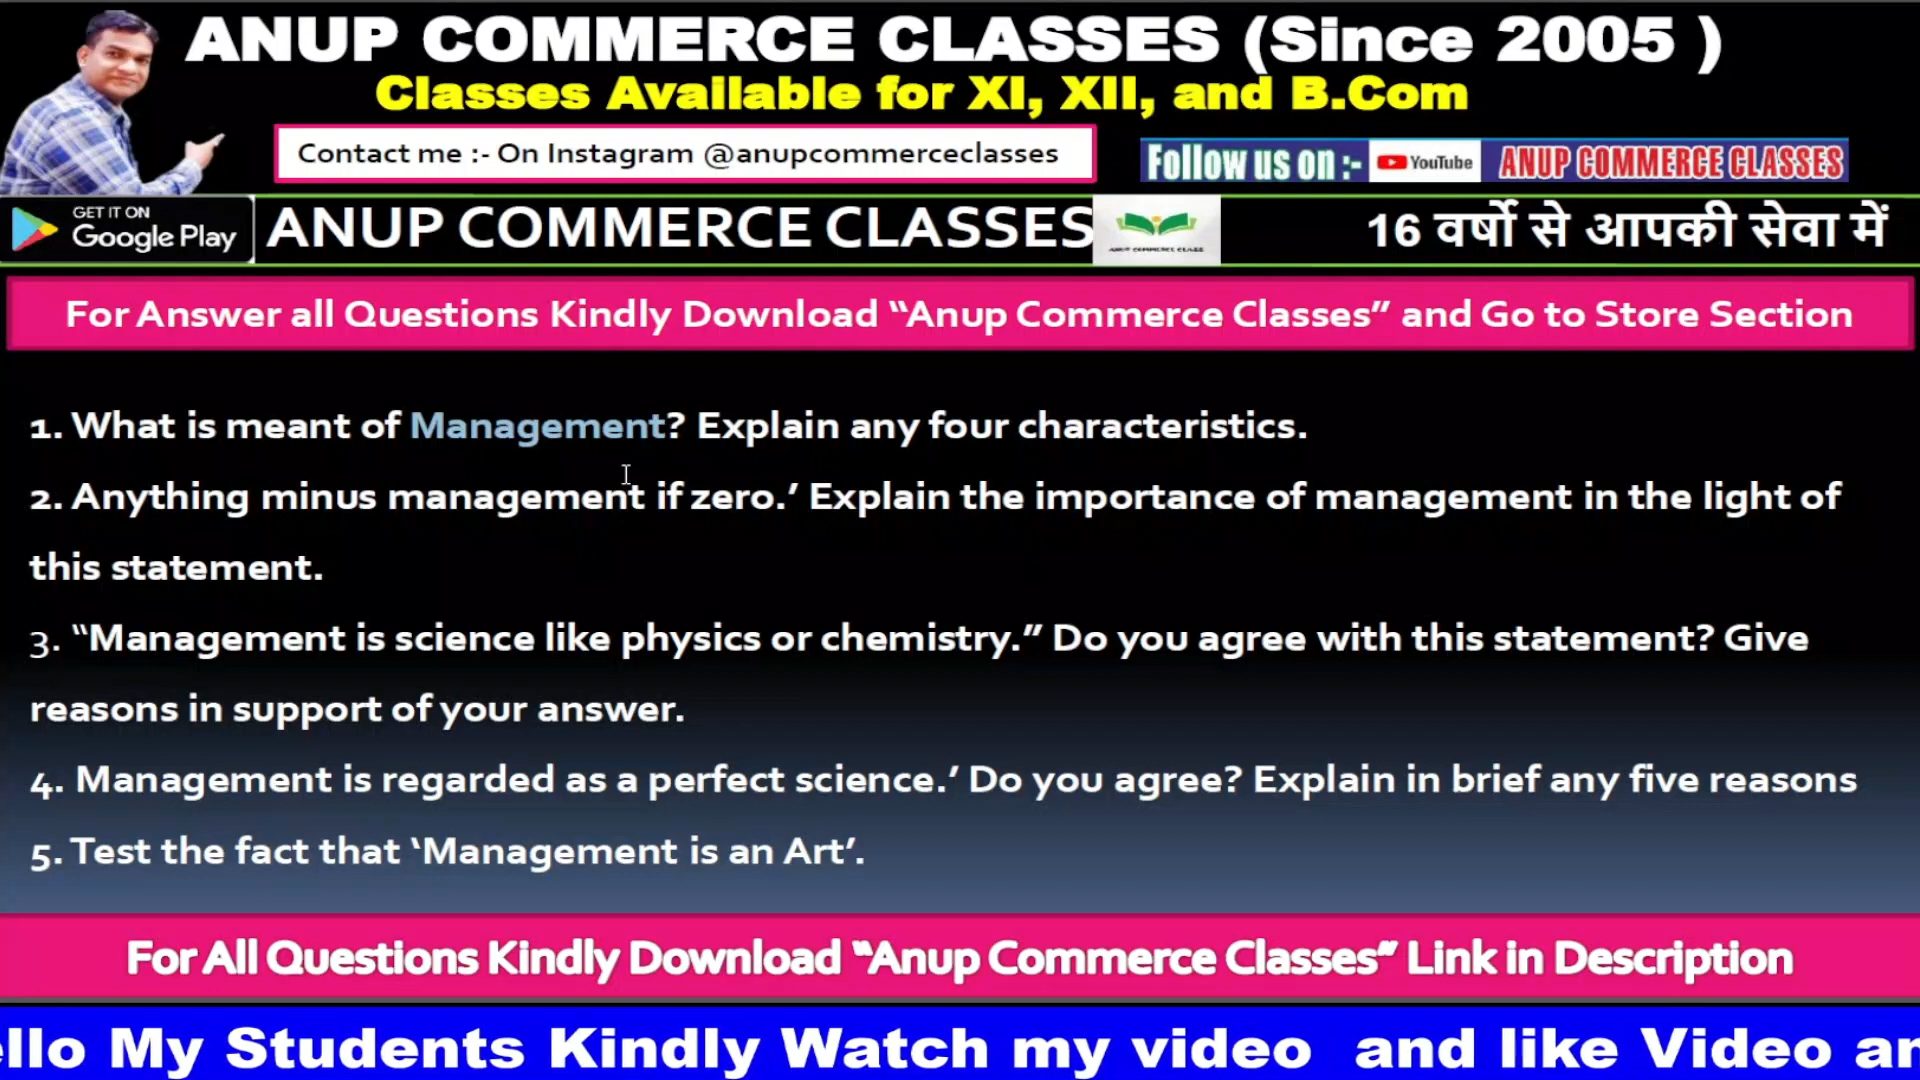 ANUP COMMERCE CLASSES (Since 2005 )
Classes Available for XI, XII, and B.Com
Contact me :- On Instagram @anupcommerceclasses
Follow us on :- YouTube ANUP COMMERCE CLASSES
GET IT ON
Google Play
ANUP COMMERCE CLASSES
ANUP COMMERCE CLASS
16 वर्षो से आपकी सेवा में
For Answer all Questions Kindly Download “Anup Commerce Classes” and Go to Store Section
1. What is meant of Management? Explain any four characteristics.
2. Anything minus management if zero.’ Explain the importance of management in the light of
this statement.
3. “Management is science like physics or chemistry.” Do you agree with this statement? Give
reasons in support of your answer.
4. Management is regarded as a perfect science.’ Do you agree? Explain in brief any five reasons
5. Test the fact that ‘Management is an Art’.
For All Questions Kindly Download “Anup Commerce Classes” Link in Description
ello My Students Kindly Watch my video and like Video an